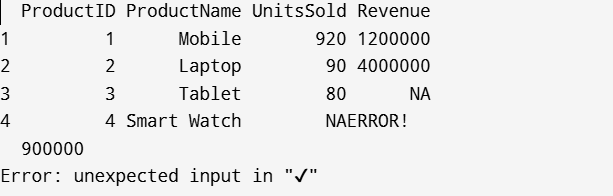 ProductID ProductName UnitsSold Revenue
1 1 Mobile 920 1200000
2 2 Laptop 90 4000000
3 3 Tablet 80 NA
4 4 Smart Watch NAERROR!
900000
Error: unexpected input in "✓"